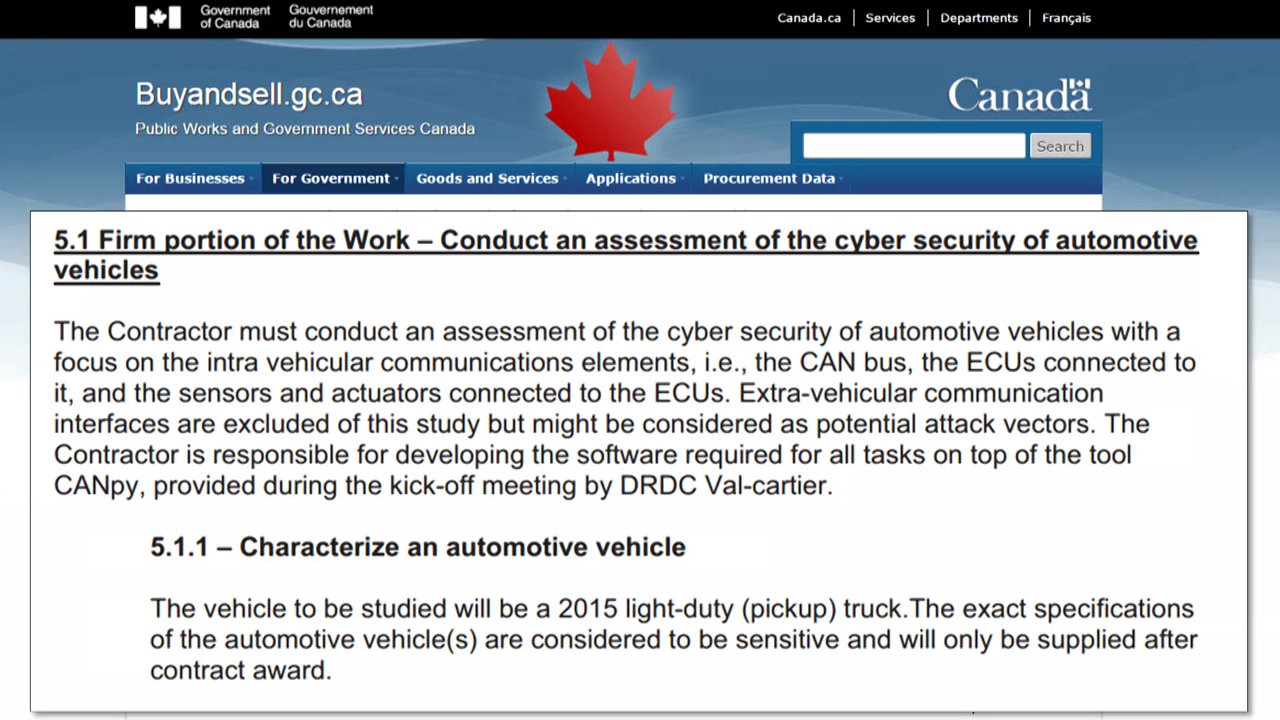 Government of Canada
Gouvernement du Canada
Canada.ca | Services | Departments | Français
Buyandsell.gc.ca
Public Works and Government Services Canada
Canada
Search
For Businesses
For Government
Goods and Services
Applications
Procurement Data
5.1 Firm portion of the Work – Conduct an assessment of the cyber security of automotive
vehicles
The Contractor must conduct an assessment of the cyber security of automotive vehicles with a
focus on the intra vehicular communications elements, i.e., the CAN bus, the ECUs connected to
it, and the sensors and actuators connected to the ECUs. Extra-vehicular communication
interfaces are excluded of this study but might be considered as potential attack vectors. The
Contractor is responsible for developing the software required for all tasks on top of the tool
CANpy, provided during the kick-off meeting by DRDC Val-cartier.
5.1.1 – Characterize an automotive vehicle
The vehicle to be studied will be a 2015 light-duty (pickup) truck.The exact specifications
of the automotive vehicle(s) are considered to be sensitive and will only be supplied after
contract award.